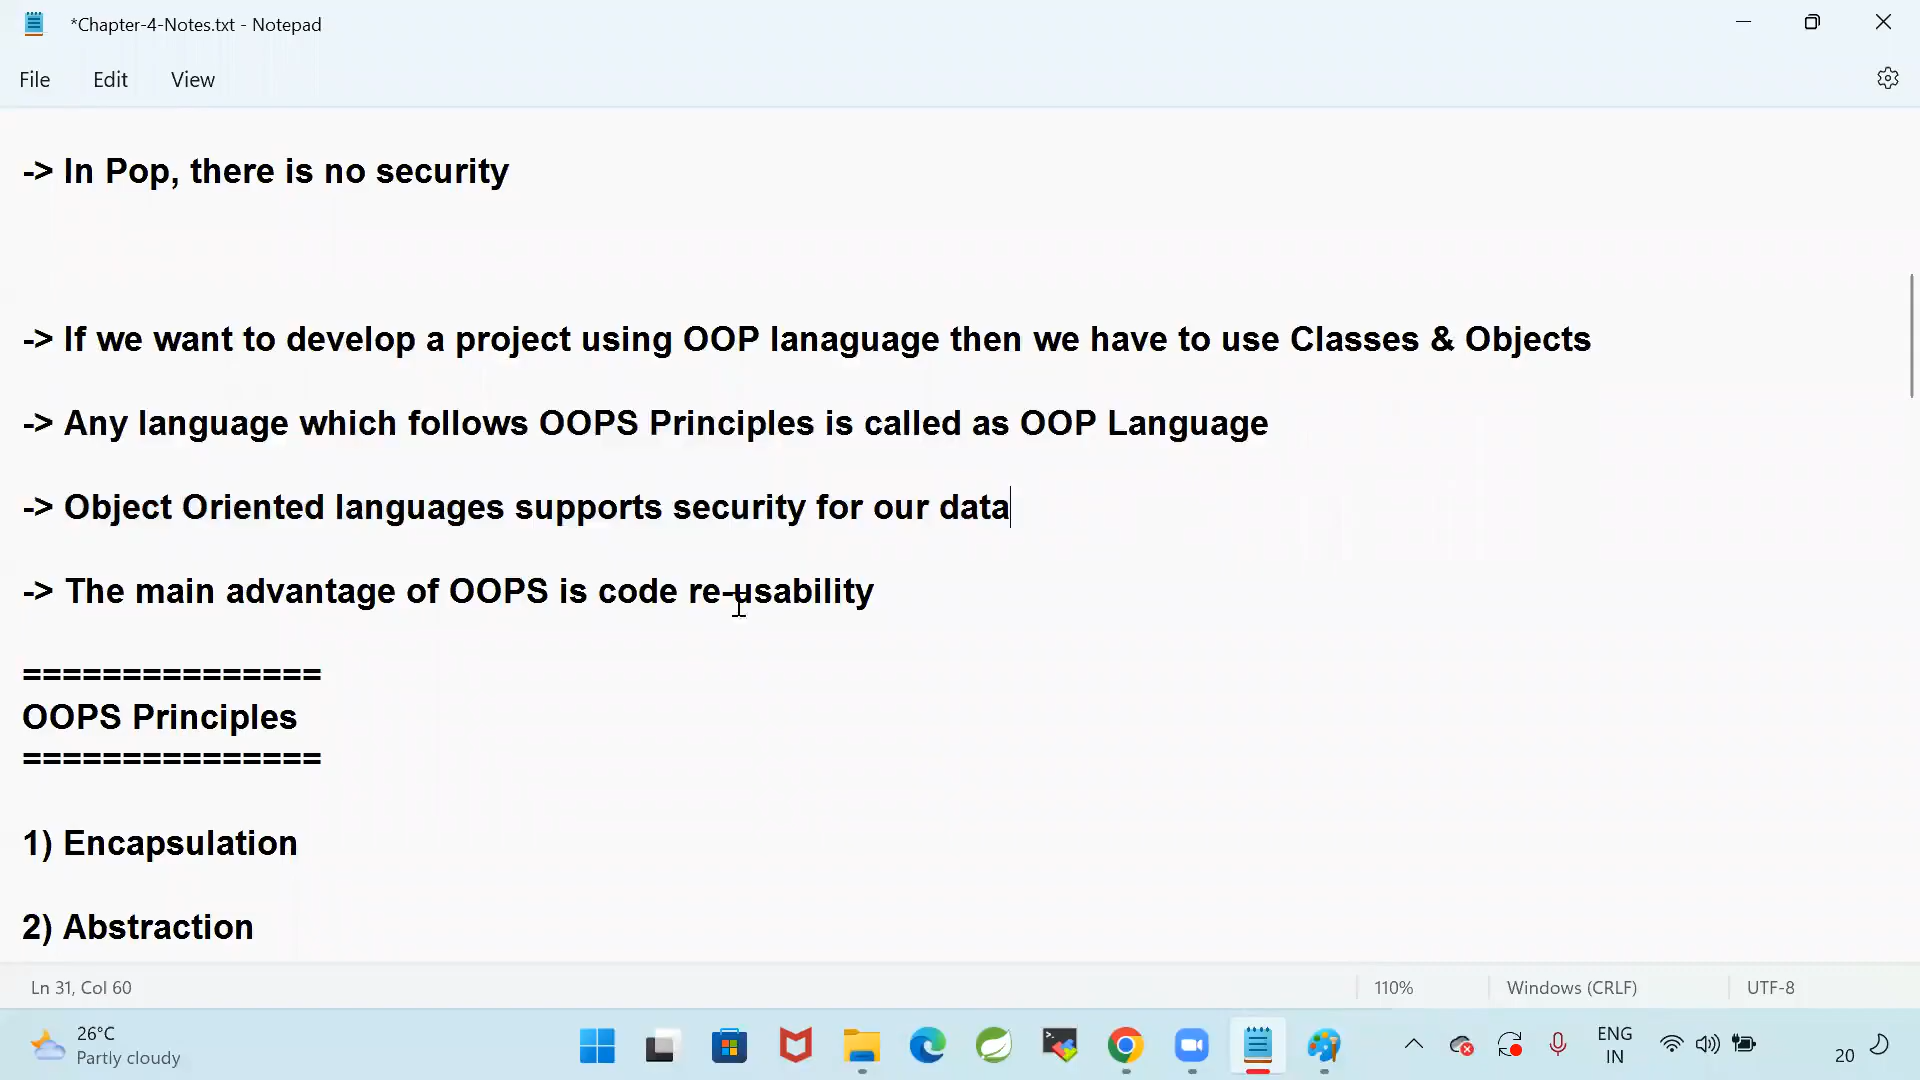 *Chapter-4-Notes.txt - Notepad
File Edit View
-> In Pop, there is no security
-> If we want to develop a project using OOP lanaguage then we have to use Classes & Objects
-> Any language which follows OOPS Principles is called as OOP Language
-> Object Oriented languages supports security for our data
-> The main advantage of OOPS is code re-usability
===============
OOPS Principles
===============
1) Encapsulation
2) Abstraction
Ln 31, Col 60 110% Windows (CRLF) UTF-8
26°C
Partly cloudy
ENG
IN
20